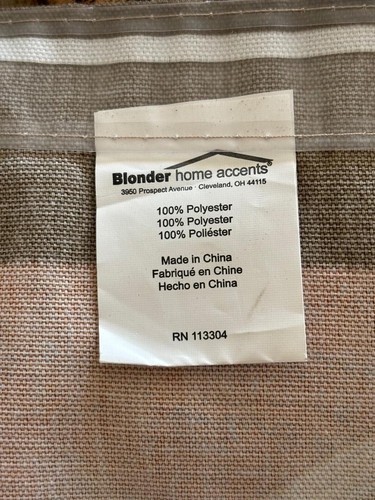 Blonder home accents®
3950 Prospect Avenue · Cleveland, OH 44115
100% Polyester
100% Polyester
100% Poliéster
Made in China
Fabriqué en Chine
Hecho en China
RN 113304